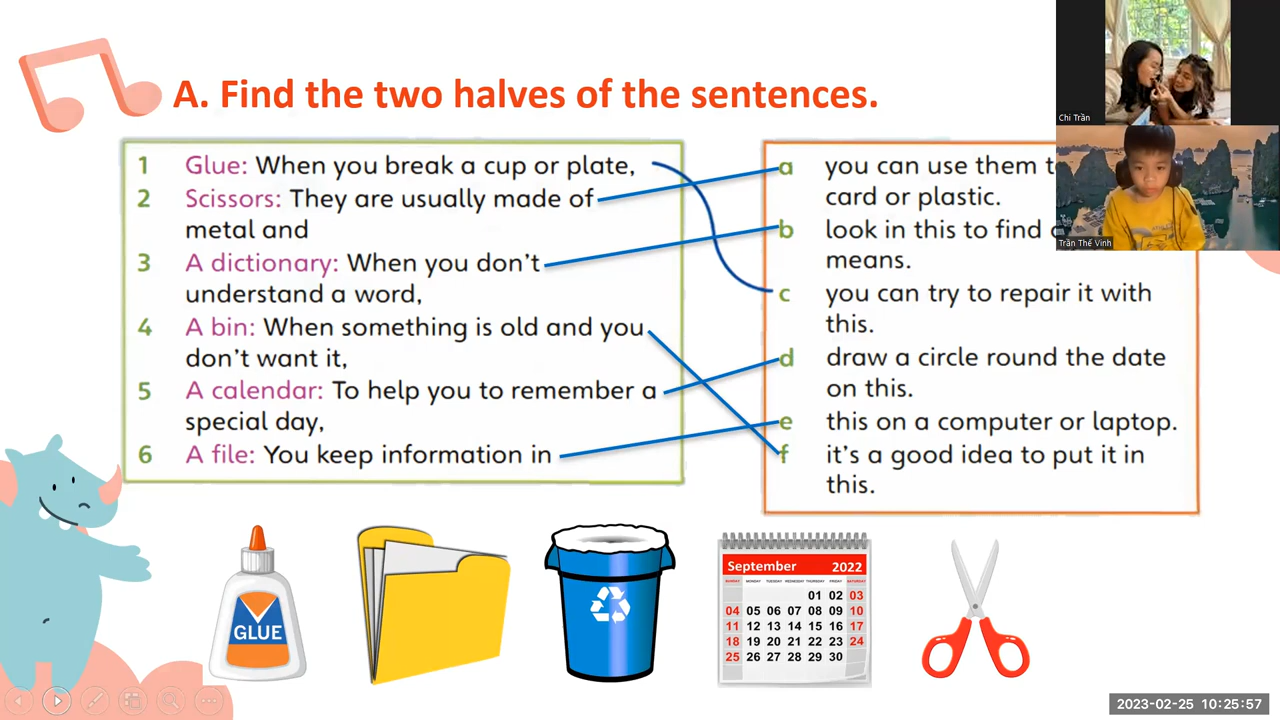 A. Find the two halves of the sentences.
1 Glue: When you break a cup or plate,
2 Scissors: They are usually made of
metal and
3 A dictionary: When you don't
understand a word,
4 A bin: When something is old and you
don't want it,
5 A calendar: To help you to remember a
special day,
6 A file: You keep information in
a you can use them
card or plastic.
b look in this to find
means.
c you can try to repair it with
this.
d draw a circle round the date
on this.
e this on a computer or laptop.
f it's a good idea to put it in
this.
Chi Trần
Trần Thế Vinh
GLUE
September 2022
SUNDAY MONDAY TUESDAY WEDNESDAY THURSDAY FRIDAY SATURDAY
01 02 03
04 05 06 07 08 09 10
11 12 13 14 15 16 17
18 19 20 21 22 23 24
25 26 27 28 29 30
2023-02-25 10:25:57